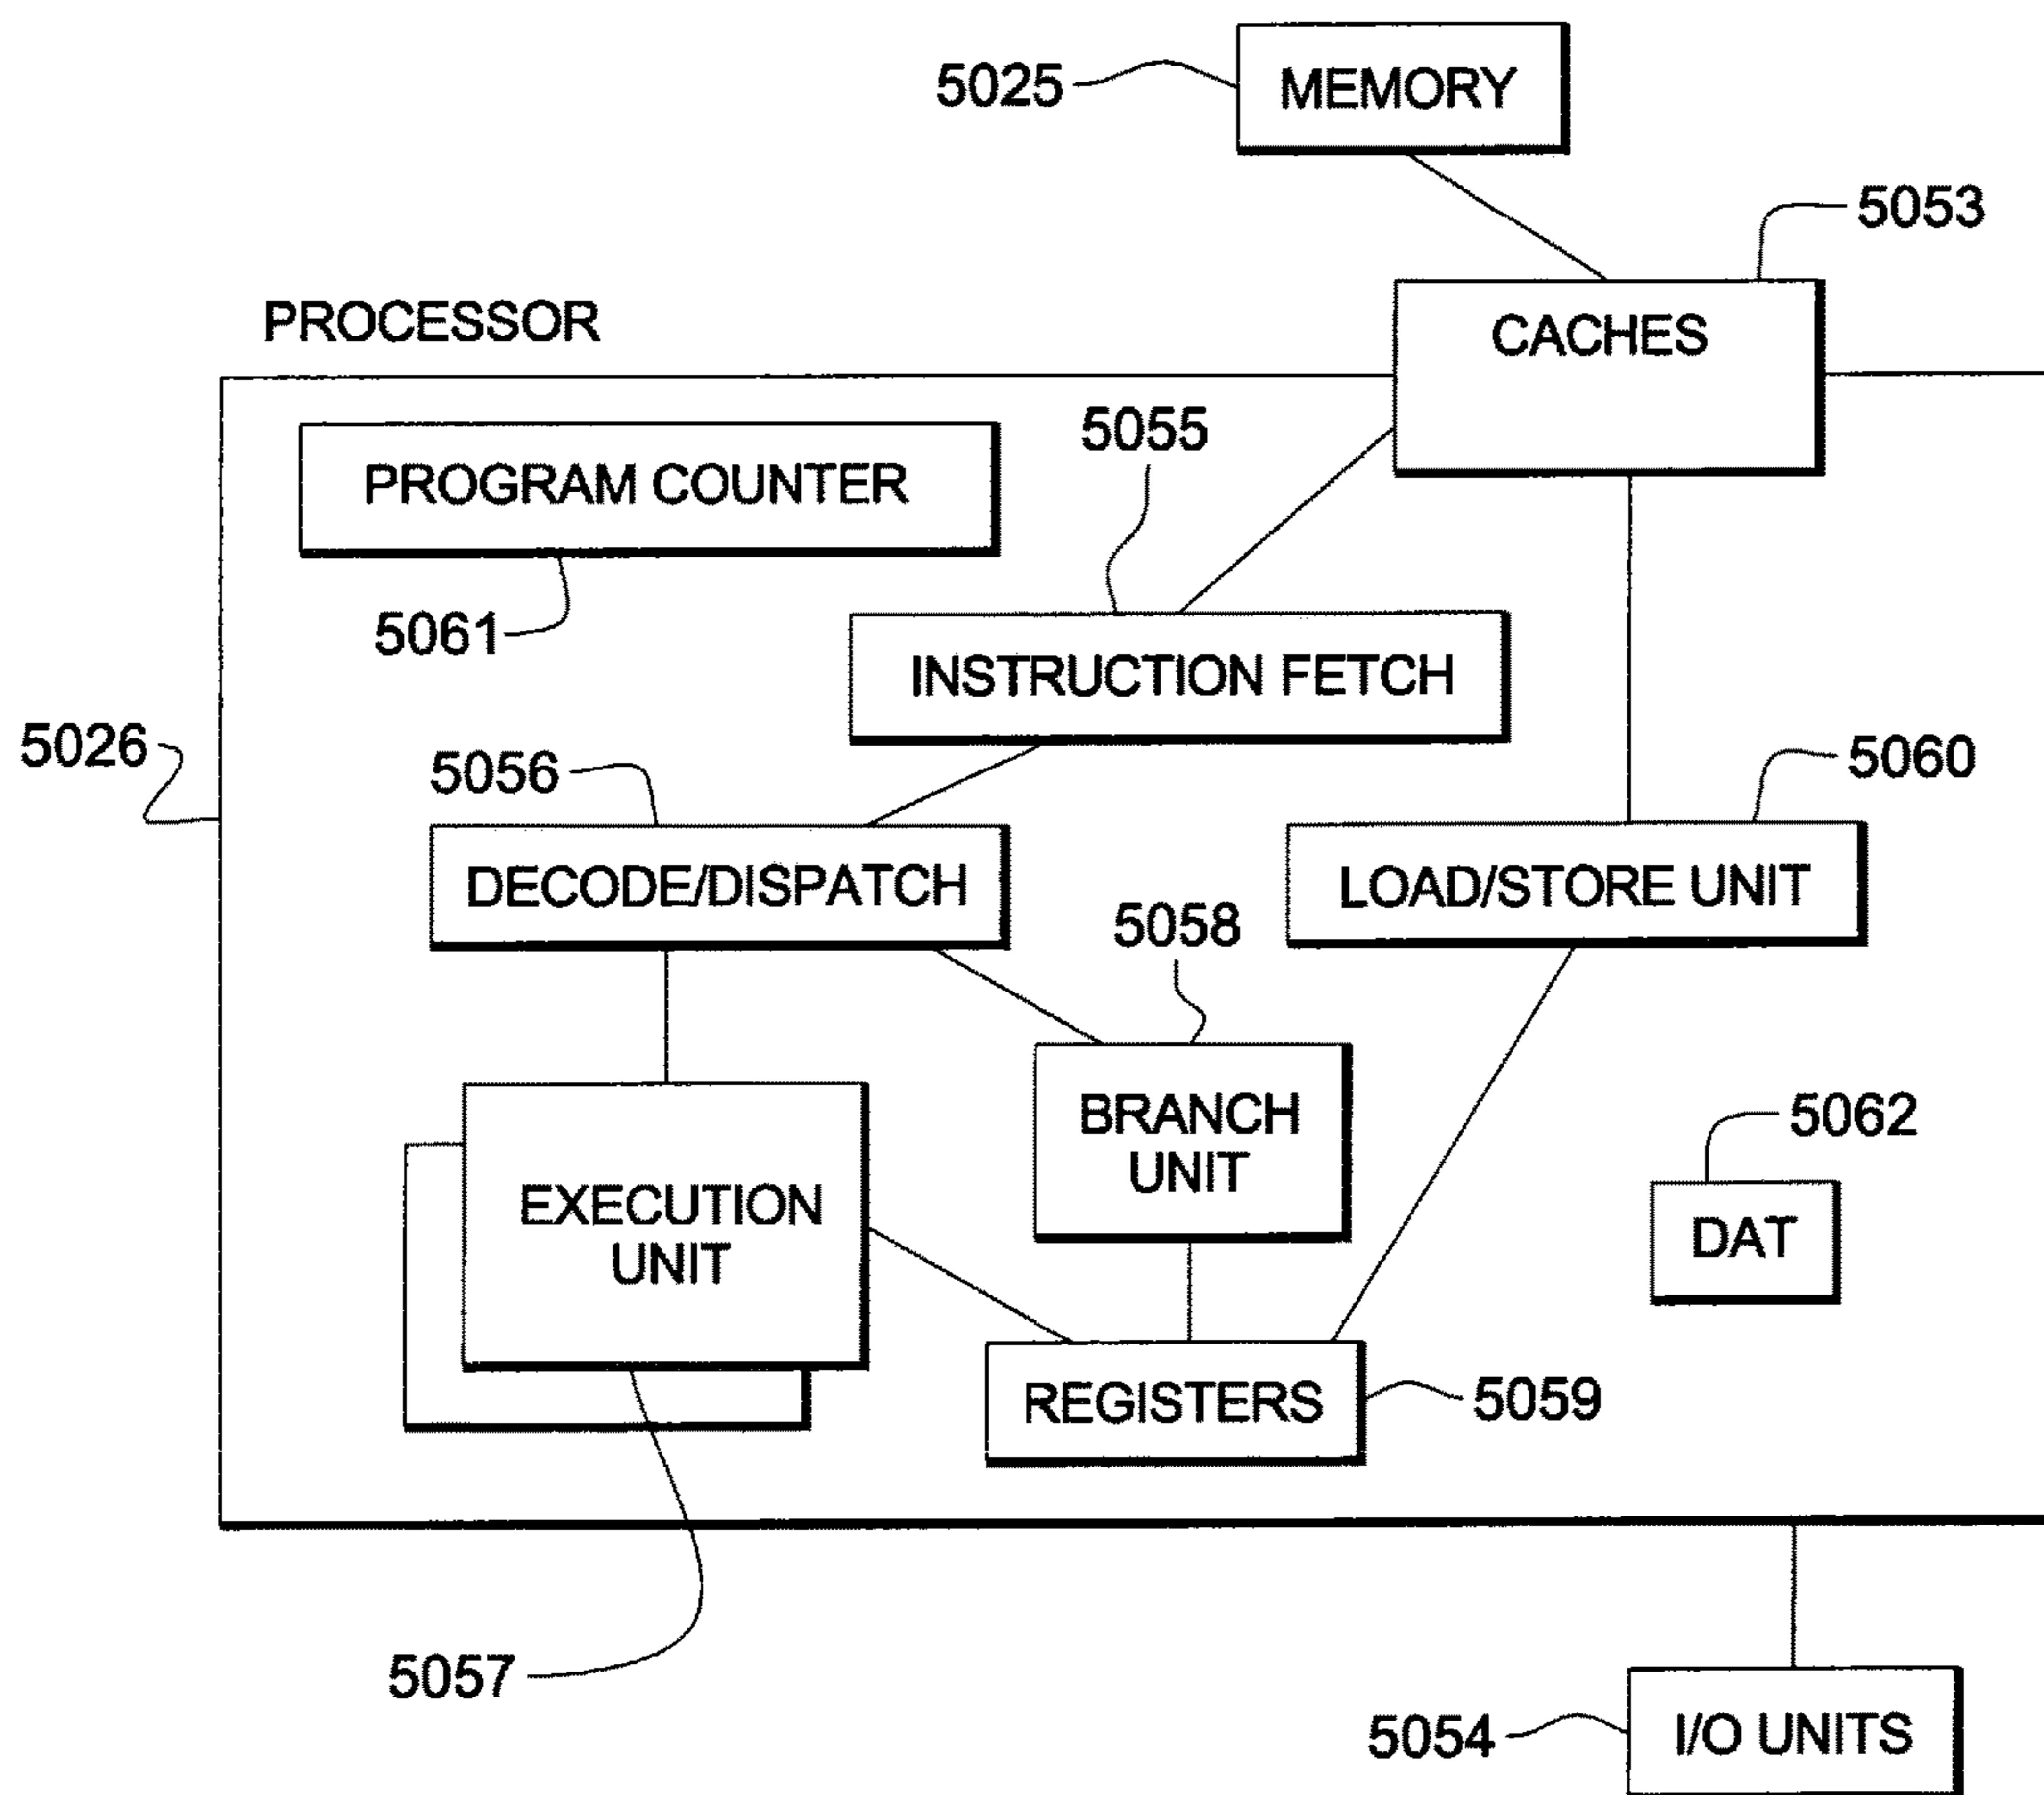 MEMORY
5025
5053
CACHES
PROCESSOR
5055
PROGRAM COUNTER
5061
INSTRUCTION FETCH
5026
5056
5060
DECODE/DISPATCH
LOAD/STORE UNIT
5058
BRANCH
UNIT
5062
EXECUTION
UNIT
DAT
REGISTERS
5059
5057
5054
I/O UNITS